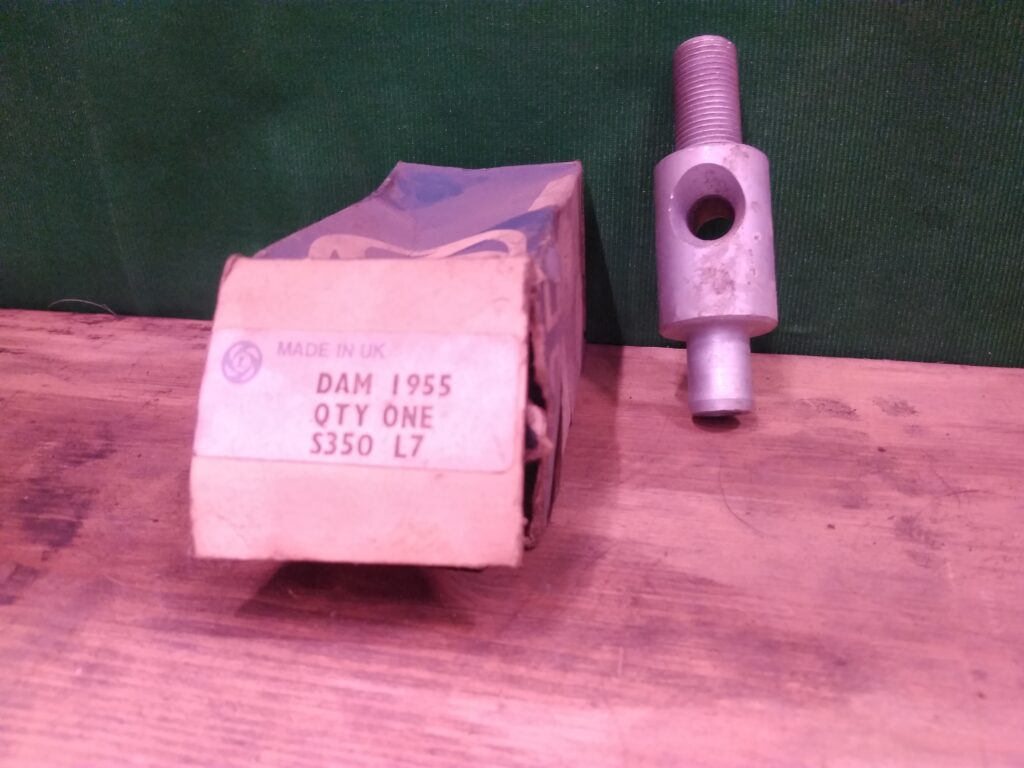 MADE IN UK
DAM 1955
QTY ONE
S350 L7